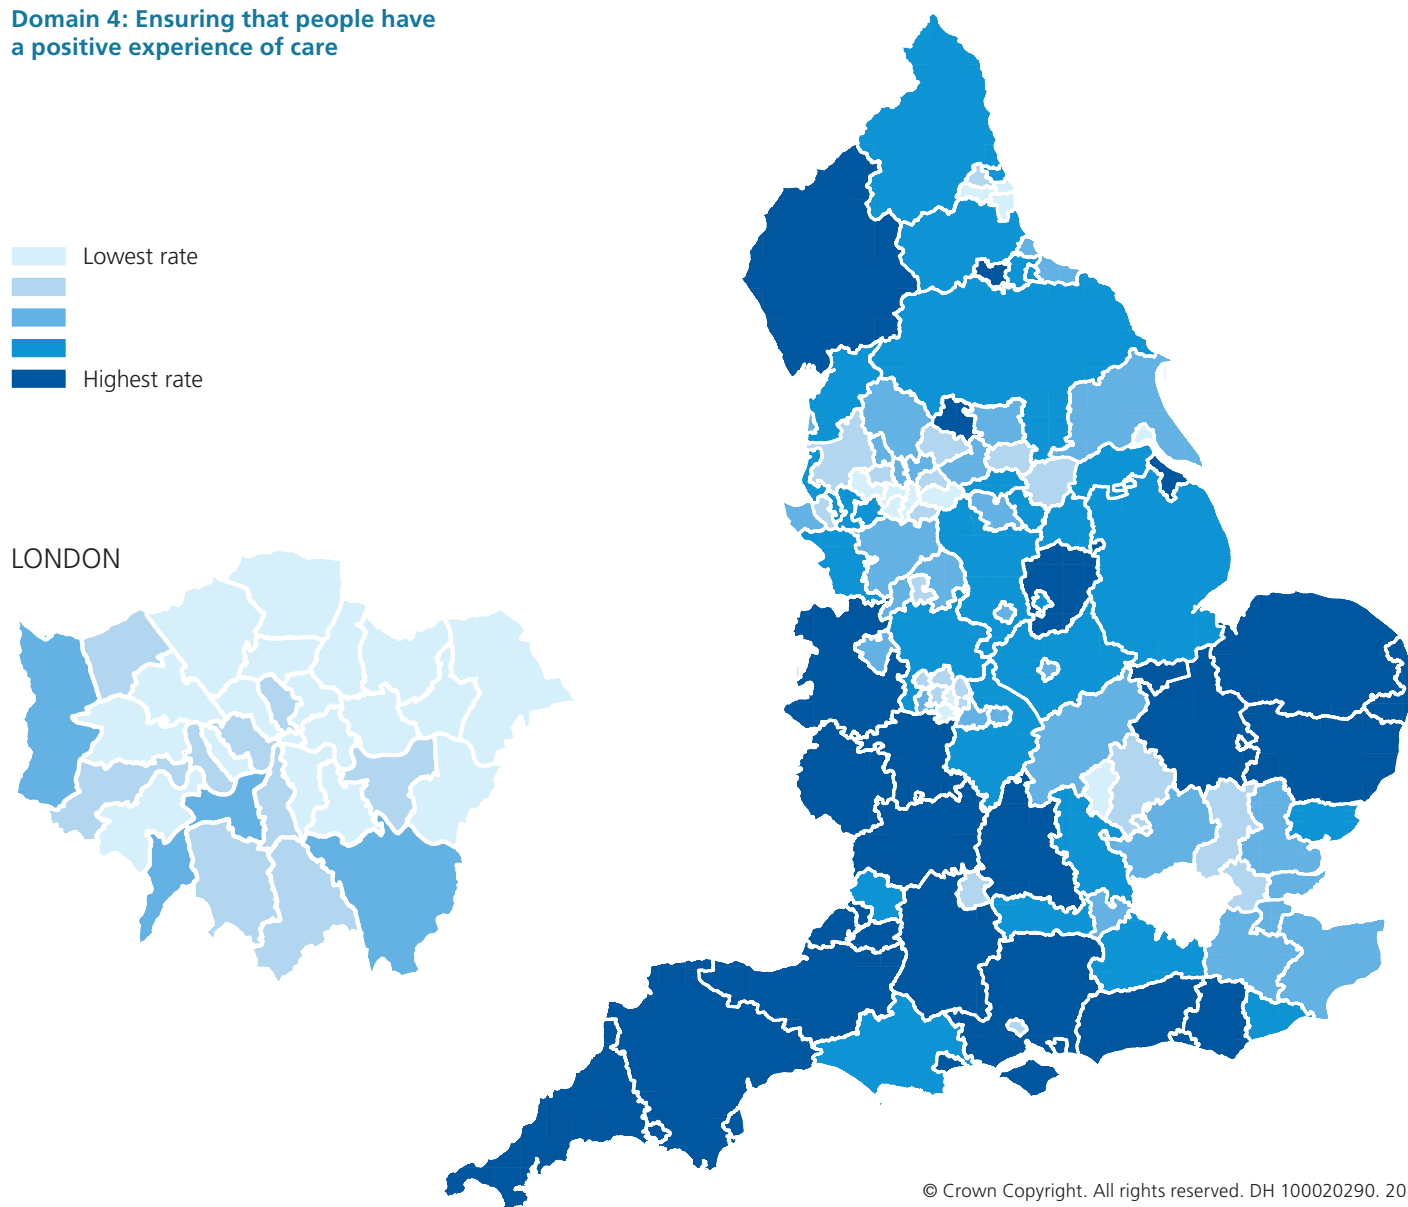 Domain 4: Ensuring that people have
a positive experience of care
Lowest rate
Highest rate
LONDON
© Crown Copyright. All rights reserved. DH 100020290. 20